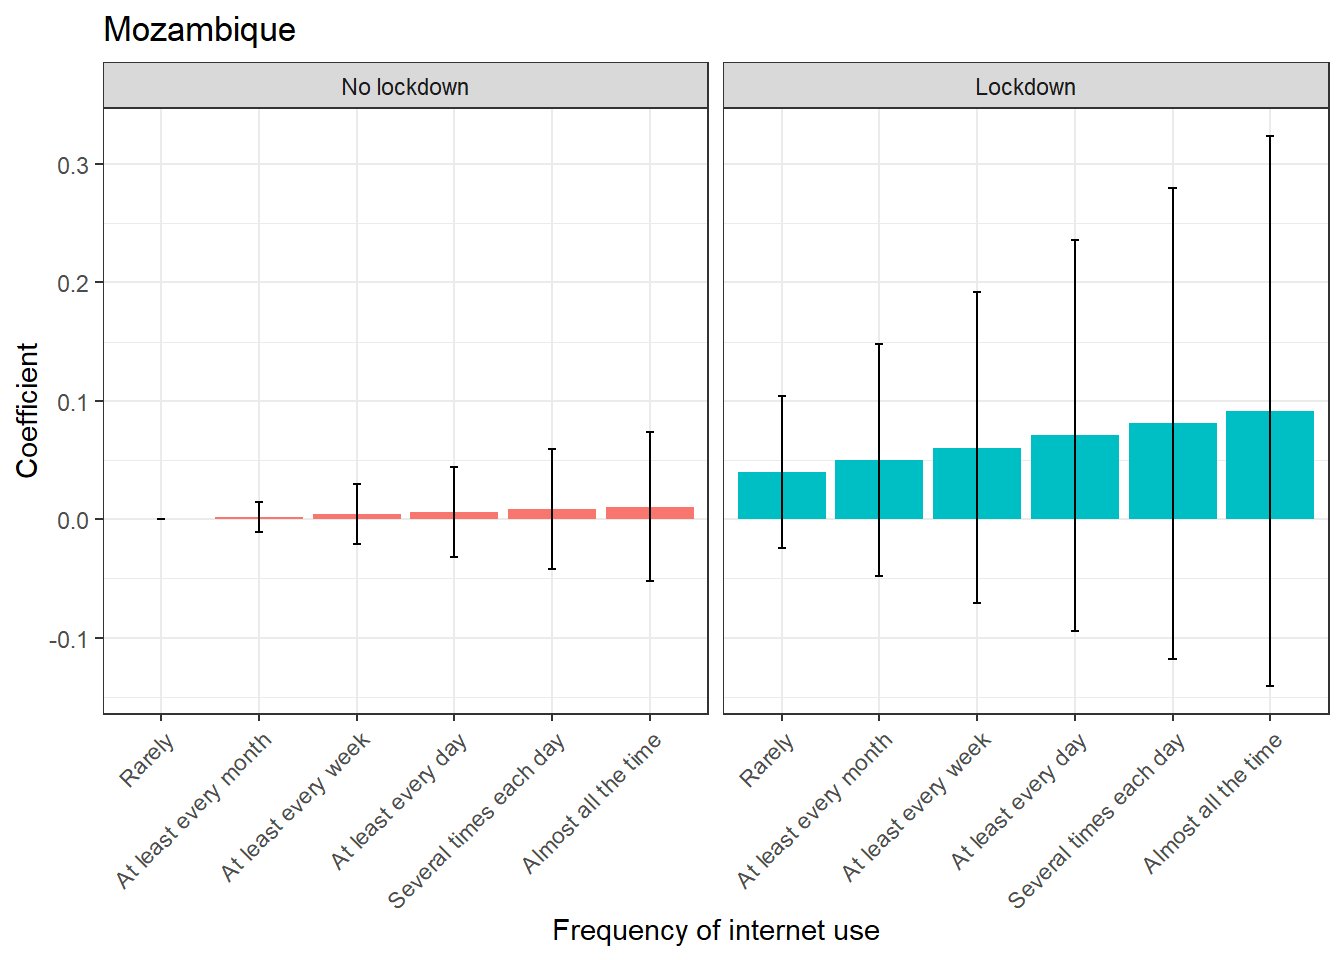 Mozambique
No lockdown
Lockdown
Coefficient
0.3
0.2
0.1
0.0
-0.1
Rarely
At least every month
At least every week
At least every day
Several times each day
Almost all the time
Rarely
At least every month
At least every week
At least every day
Several times each day
Almost all the time
Frequency of internet use